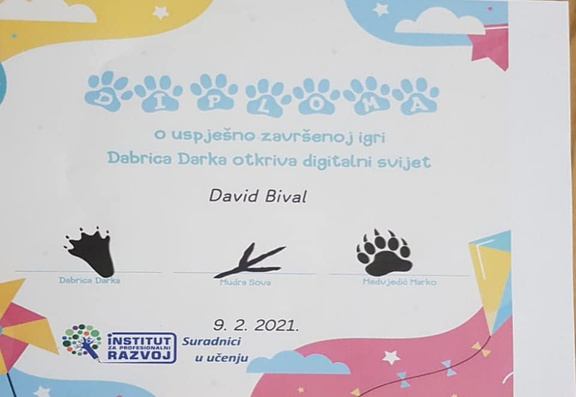 DIPLOMA
o uspješno završenoj igri
Dabrica Darka otkriva digitalni svijet
David Bival
Dabrica Darka
Mudra Sova
Medvjedić Marko
9. 2. 2021.
INSTITUT
ZA PROFESIONALNI
RAZVOJ
Suradnici
u učenju